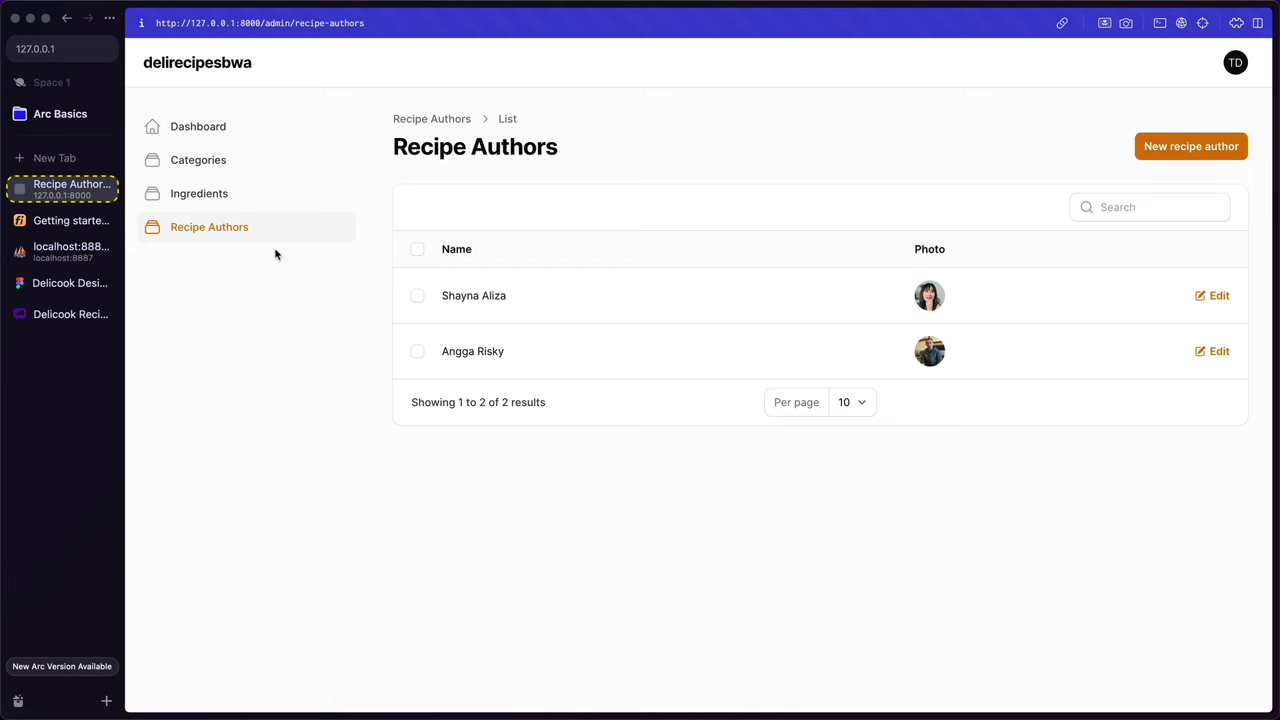 http://127.0.0.1:8000/admin/recipe-authors
127.0.0.1
Space 1
Arc Basics
New Tab
Recipe Author...
127.0.0.1:8000
Getting starte...
localhost:888...
localhost:8887
Delicook Desi...
Delicook Reci...
New Arc Version Available
delirecipesbwa
TD
Dashboard
Categories
Ingredients
Recipe Authors
Recipe Authors > List
Recipe Authors
New recipe author
Search
Name Photo
Shayna Aliza Edit
Angga Risky Edit
Showing 1 to 2 of 2 results Per page 10